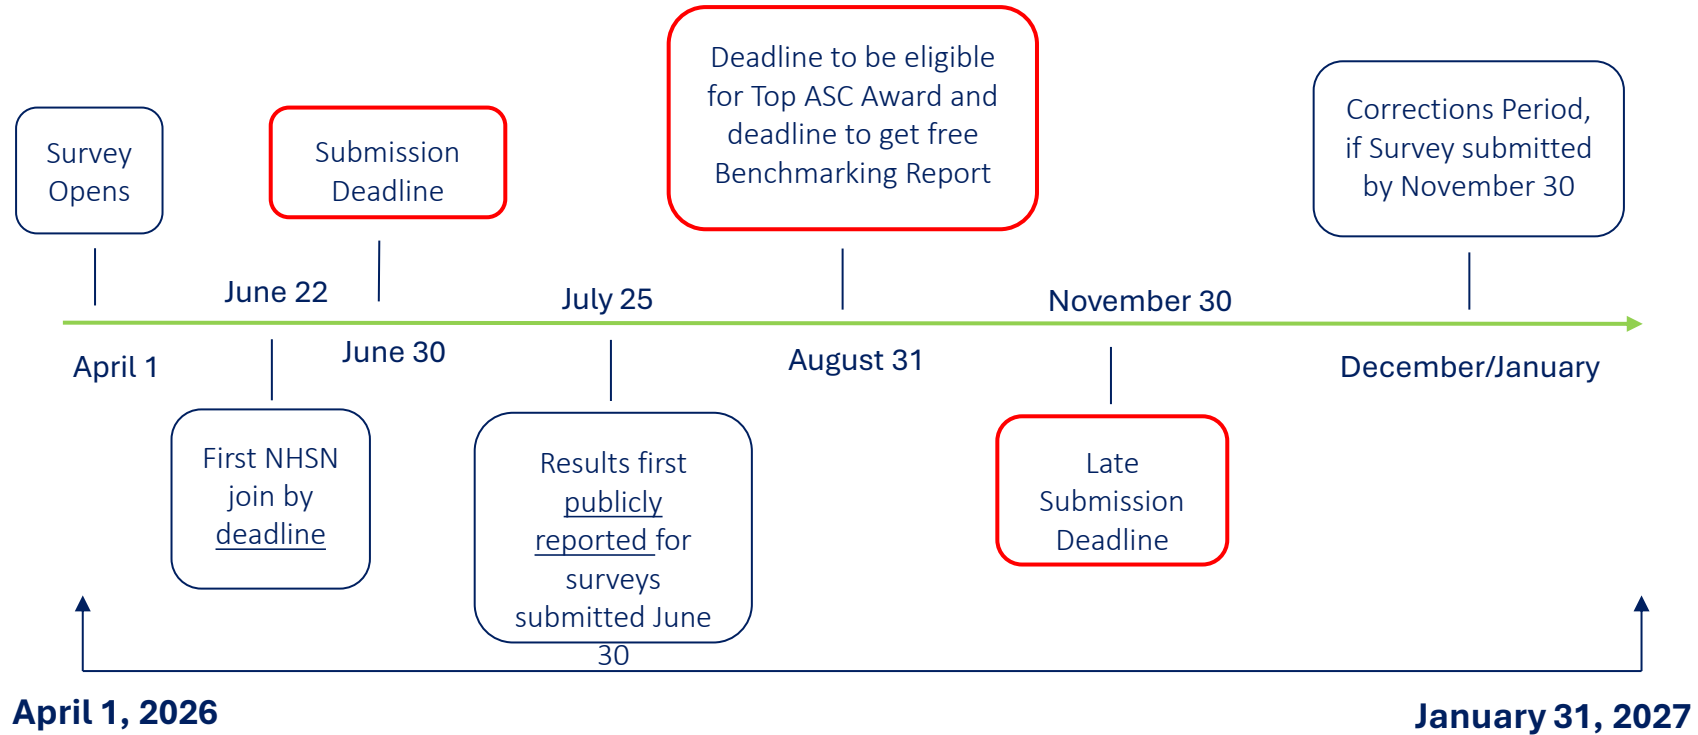 Survey
Opens
Submission
Deadline
Deadline to be eligible
for Top ASC Award and
deadline to get free
Benchmarking Report
Corrections Period,
if Survey submitted
by November 30
June 22
July 25
November 30
April 1
June 30
August 31
December/January
First NHSN
join by
deadline
Results first
publicly
reported for
surveys
submitted June
30
Late
Submission
Deadline
April 1, 2026
January 31, 2027